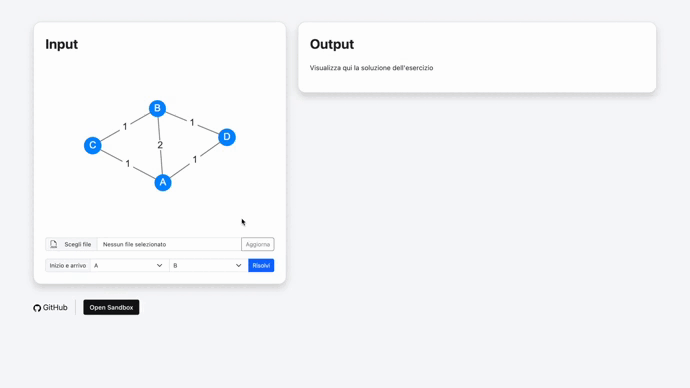 Input
B
1
1
C
2
D
1
1
A
Scegli file
Nessun file selezionato
Aggiorna
Inizio e arrivo
A
B
Risolvi
GitHub
Open Sandbox
Output
Visualizza qui la soluzione dell'esercizio